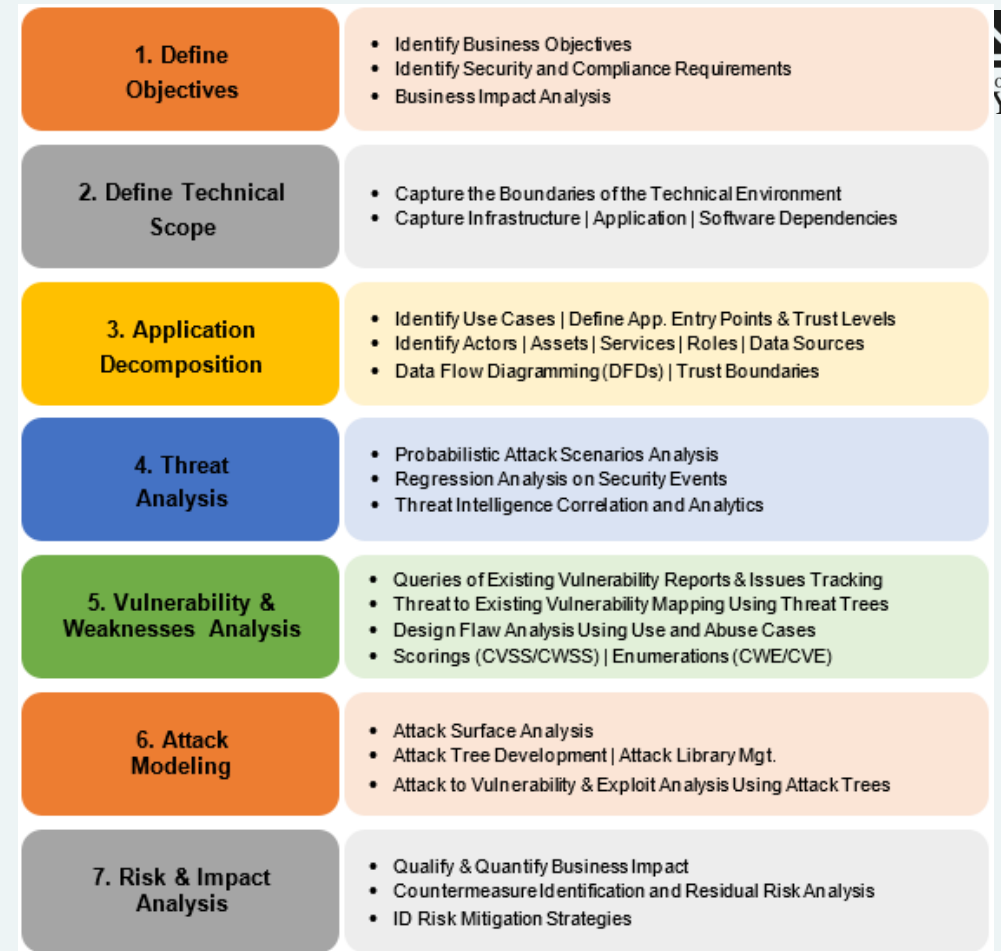 1. Define
Objectives
• Identify Business Objectives
• Identify Security and Compliance Requirements
• Business Impact Analysis
2. Define Technical
Scope
• Capture the Boundaries of the Technical Environment
• Capture Infrastructure | Application | Software Dependencies
3. Application
Decomposition
• Identify Use Cases | Define App. Entry Points & Trust Levels
• Identify Actors | Assets | Services | Roles | Data Sources
• Data Flow Diagramming (DFDs) | Trust Boundaries
4. Threat
Analysis
• Probabilistic Attack Scenarios Analysis
• Regression Analysis on Security Events
• Threat Intelligence Correlation and Analytics
5. Vulnerability &
Weaknesses Analysis
• Queries of Existing Vulnerability Reports & Issues Tracking
• Threat to Existing Vulnerability Mapping Using Threat Trees
• Design Flaw Analysis Using Use and Abuse Cases
• Scorings (CVSS/CWSS) | Enumerations (CWE/CVE)
6. Attack
Modeling
• Attack Surface Analysis
• Attack Tree Development | Attack Library Mgt.
• Attack to Vulnerability & Exploit Analysis Using Attack Trees
7. Risk & Impact
Analysis
• Qualify & Quantify Business Impact
• Countermeasure Identification and Residual Risk Analysis
• ID Risk Mitigation Strategies